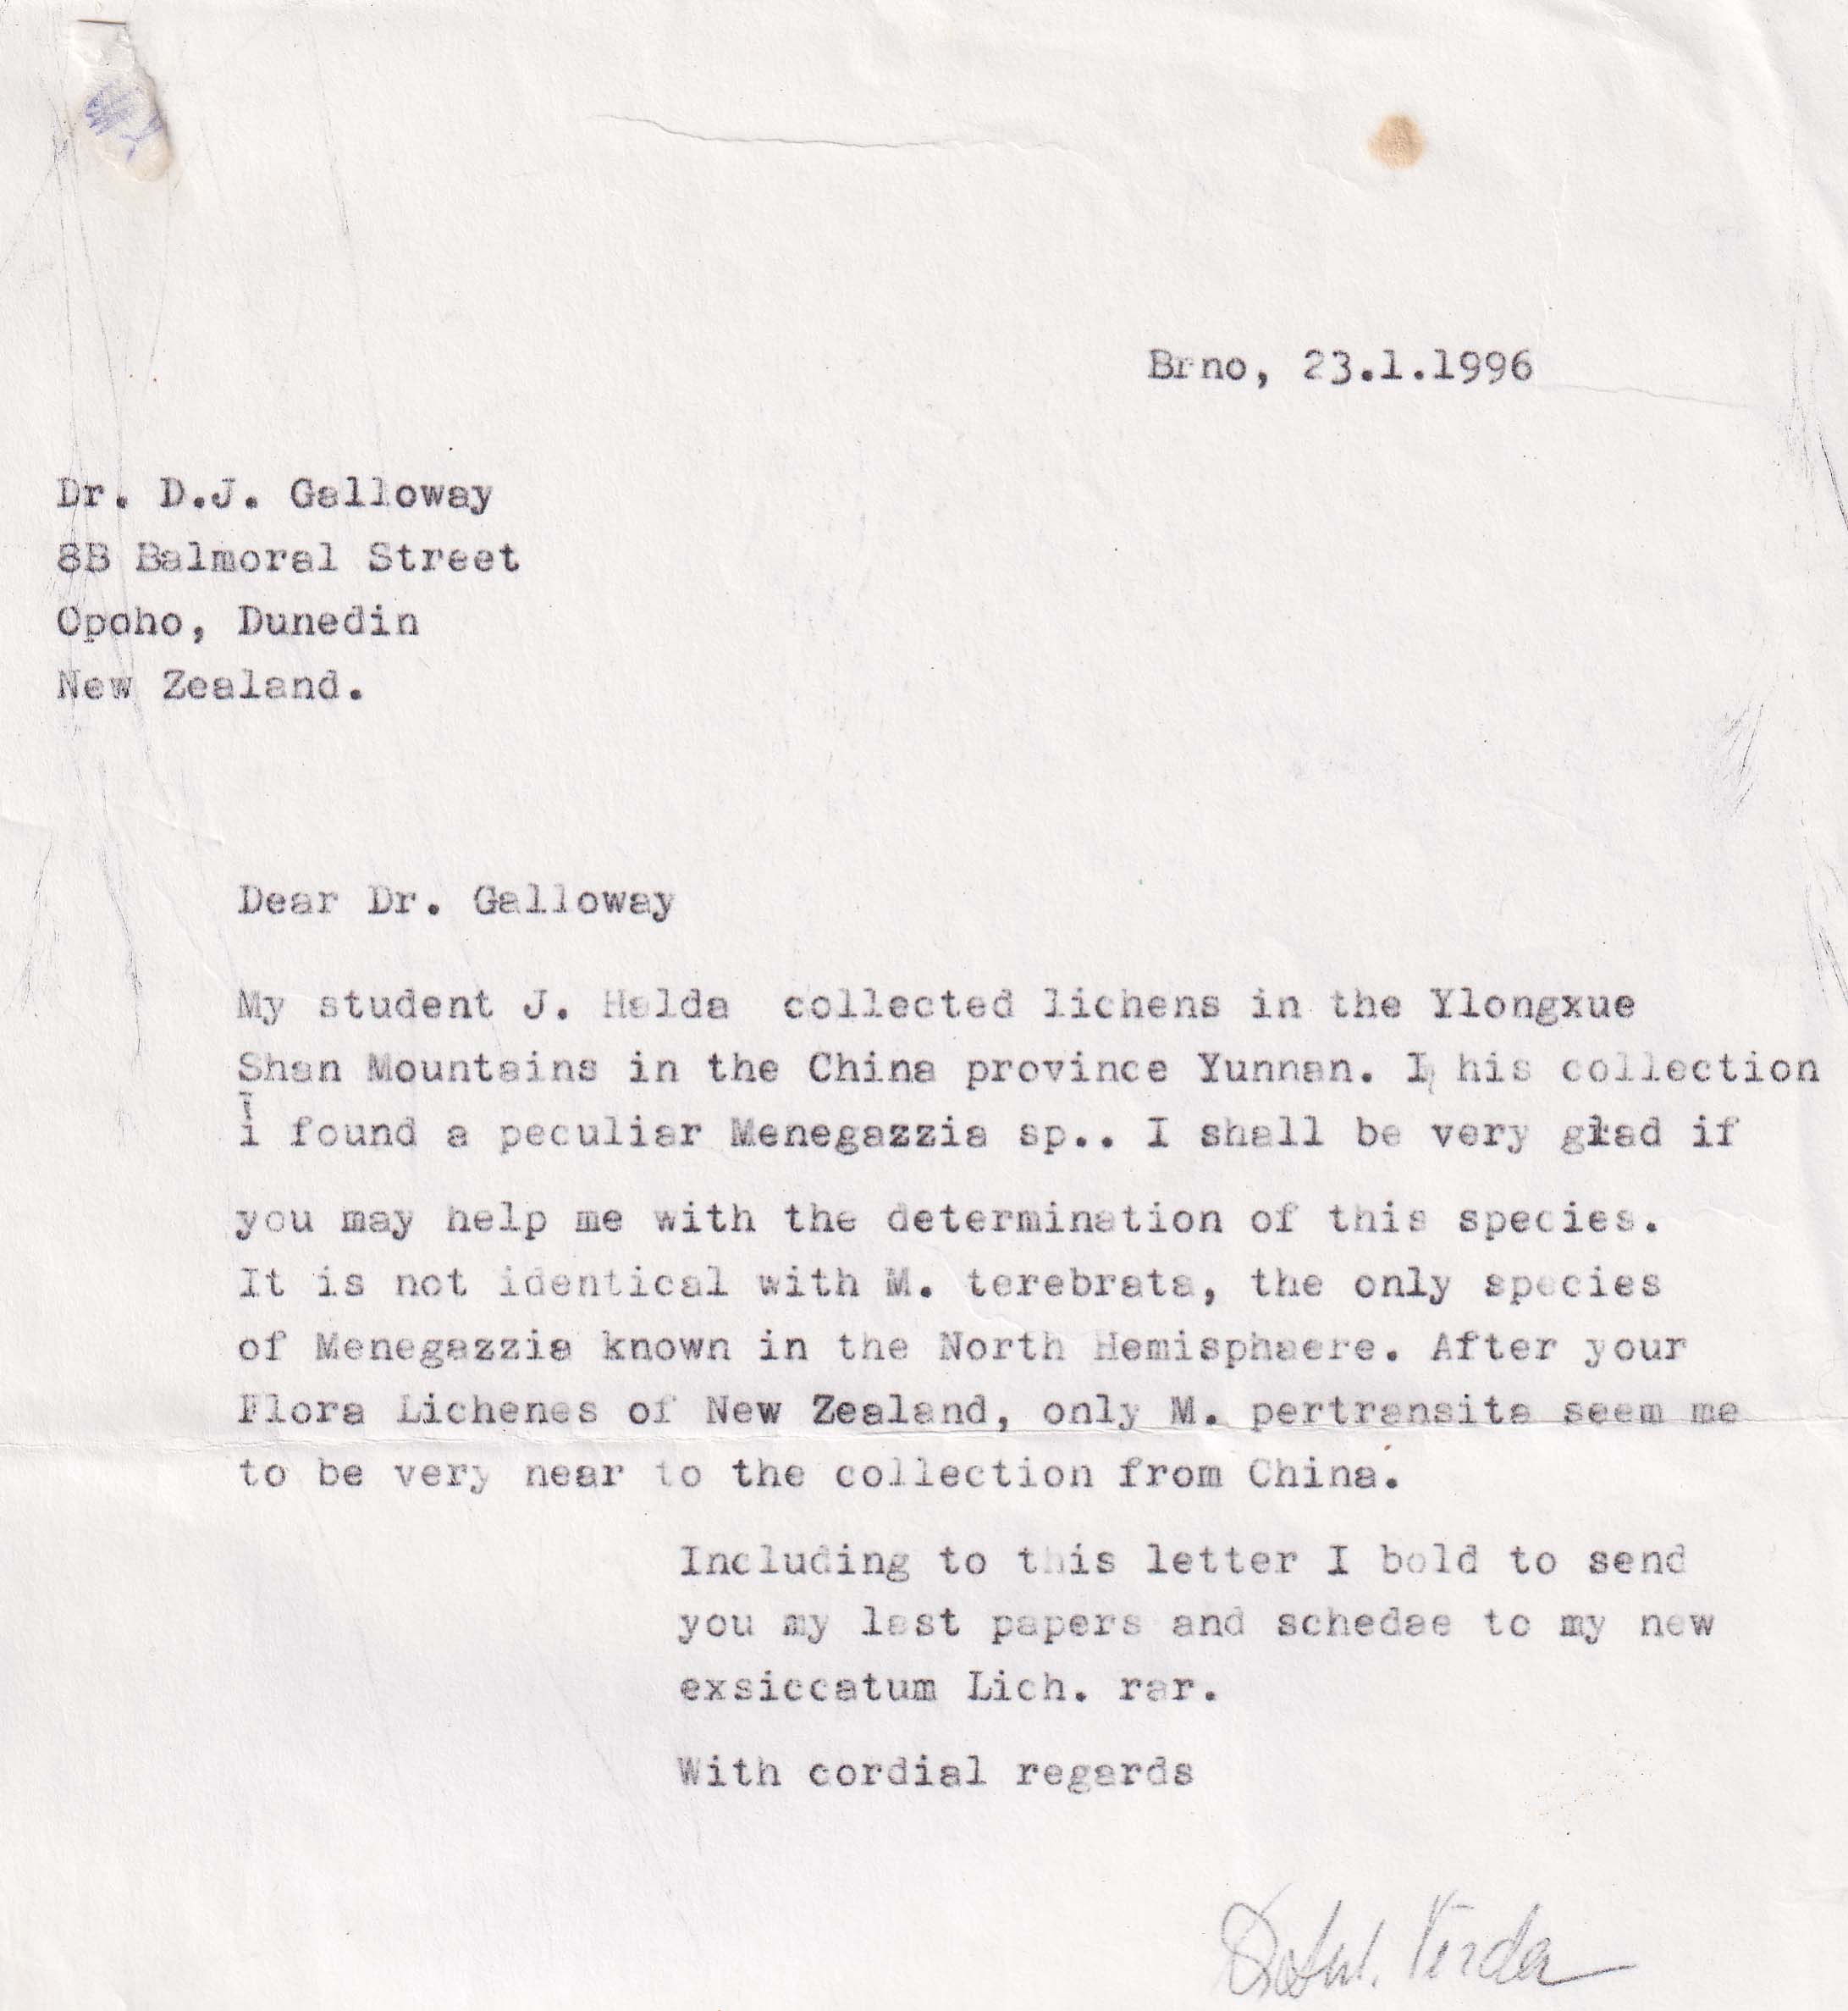 Brno, 23.1.1996
Dr. D.J. Galloway
8B Balmoral Street
Opoho, Dunedin
New Zealand.
Dear Dr. Galloway
My student J. Halda collected lichens in the Ylongxue
Shan Mountains in the China province Yunnan. I his collection
i found a peculiar Menegazzia sp.. I shall be very glad if
you may help me with the determination of this species.
It is not identical with M. terebrata, the only species
of Menegazzia known in the North Hemisphaere. After your
Flora Lichenes of New Zealand, only M. pertransita seem me
to be very near to the collection from China.
Including to this letter I bold to send
you my last papers and schedae to my new
exsiccatum Lich. rar.
With cordial regards
Vězda